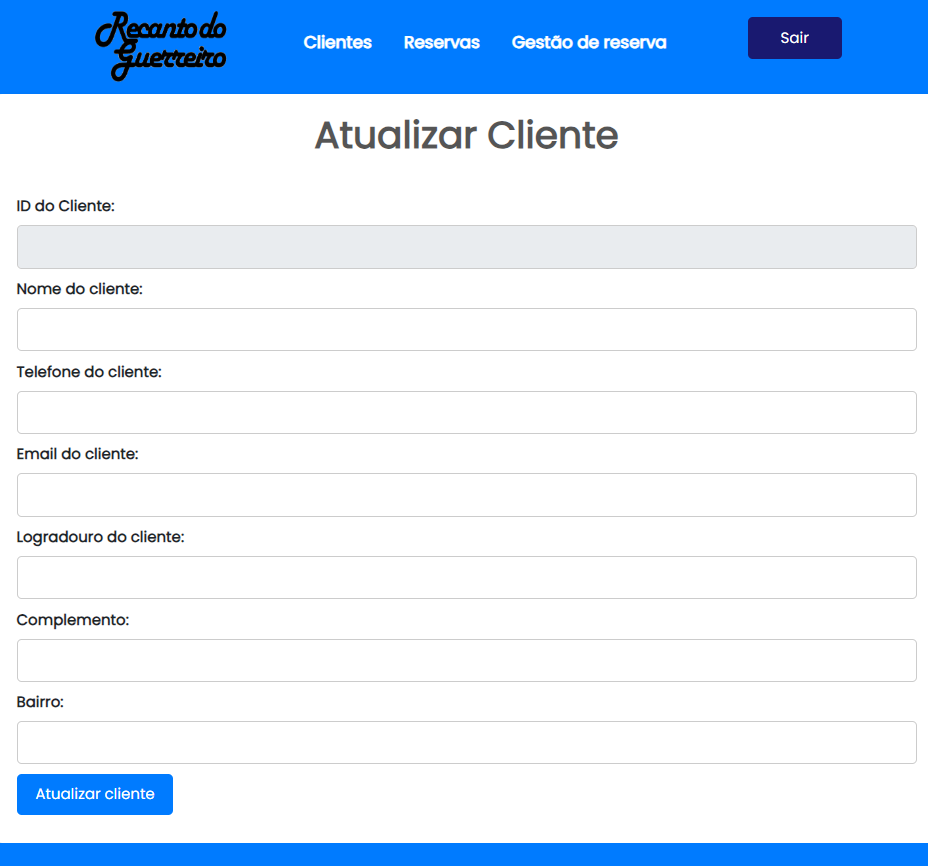 Recanto do
Guerreiro
Clientes Reservas Gestão de reserva
Sair
Atualizar Cliente
ID do Cliente:
Nome do cliente:
Telefone do cliente:
Email do cliente:
Logradouro do cliente:
Complemento:
Bairro:
Atualizar cliente